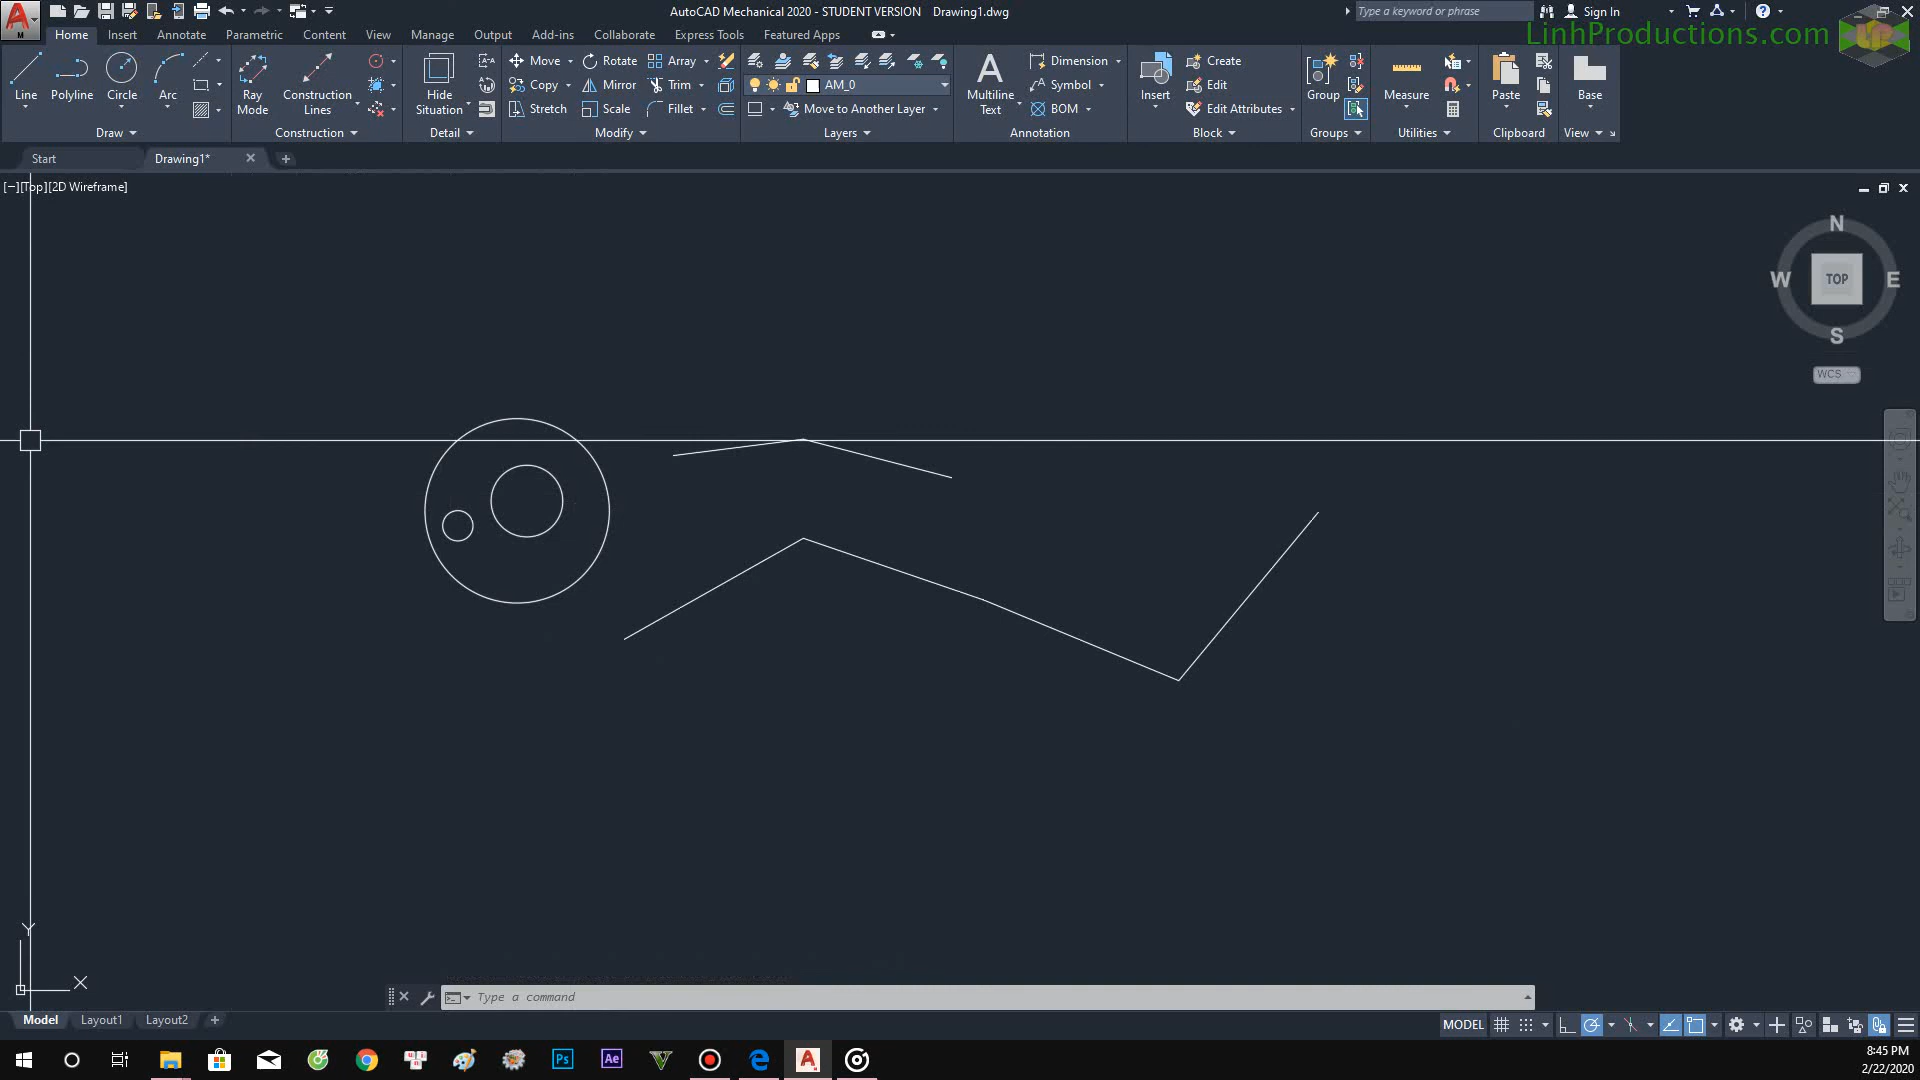 AutoCAD Mechanical 2020 - STUDENT VERSION Drawing1.dwg
Type a keyword or phrase
Sign In
LinhProductions.com
Home Insert Annotate Parametric Content View Manage Output Add-ins Collaborate Express Tools Featured Apps
Line Polyline Circle Arc
Draw
Ray Mode
Construction Lines
Construction
Hide Situation
Detail
Move Rotate Array
Copy Mirror Trim
Stretch Scale Fillet
Modify
AM_0
Move to Another Layer
Layers
Multiline Text
Dimension
Symbol
BOM
Annotation
Insert
Create
Edit
Edit Attributes
Block
Group
Groups
Measure
Utilities
Paste
Clipboard
Base
View
Start Drawing1*
[−][Top][2D Wireframe]
N
W TOP E
S
WCS
Y
X
Type a command
Model Layout1 Layout2
MODEL
Ps Ae
8:45 PM
2/22/2020